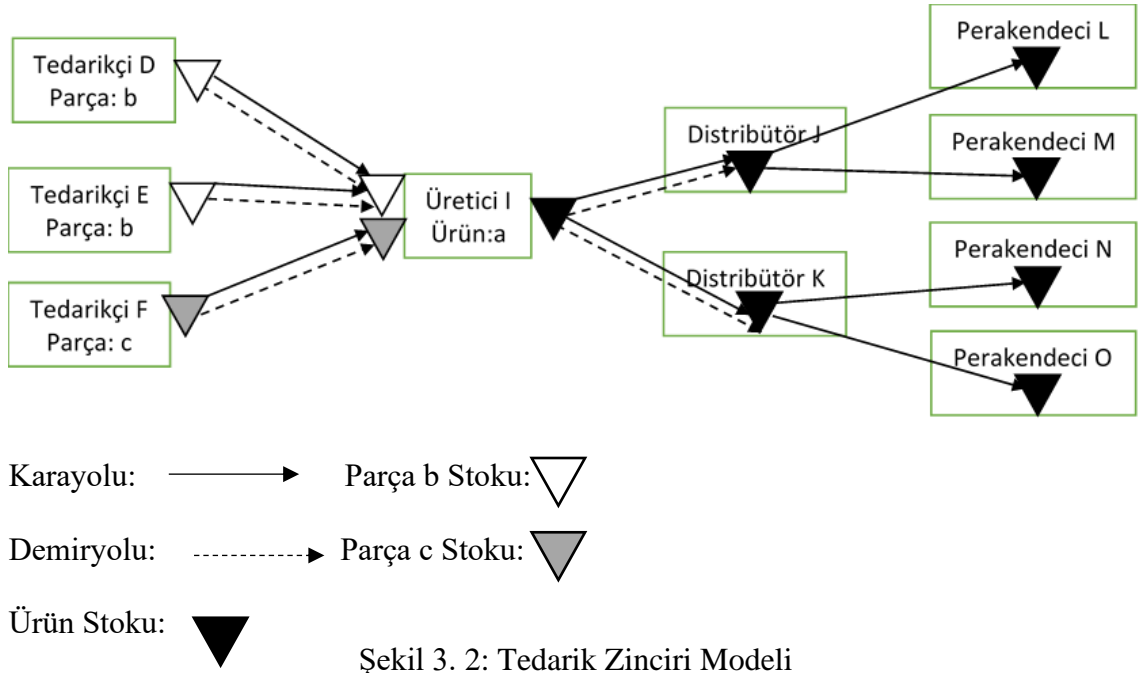 Tedarikçi D
Parça: b
Tedarikçi E
Parça: b
Tedarikçi F
Parça: c
Üretici I
Ürün:a
Distribütör J
Distribütör K
Perakendeci L
Perakendeci M
Perakendeci N
Perakendeci O
Karayolu:
Parça b Stoku:
Demiryolu:
Parça c Stoku:
Ürün Stoku:
Şekil 3. 2: Tedarik Zinciri Modeli